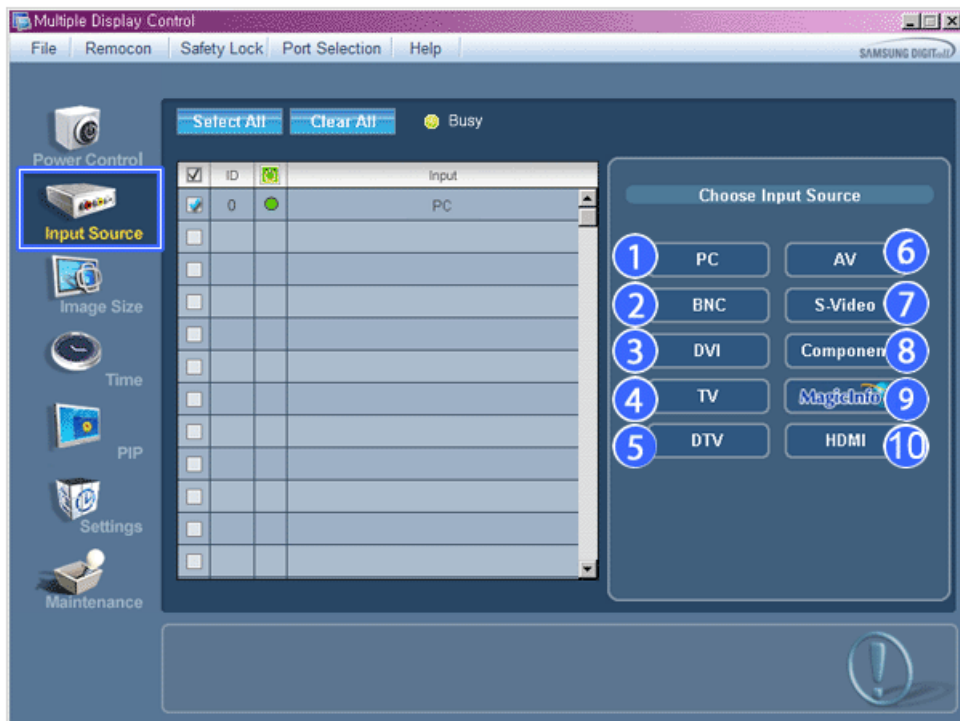 Multiple Display Control
File Remocon Safety Lock Port Selection Help
SAMSUNG DIGITall
Select All Clear All Busy
Power Control
Input Source
Image Size
Time
PIP
Settings
Maintenance
ID Input
0 PC
Choose Input Source
1 PC AV 6
2 BNC S-Video 7
3 DVI Componen 8
4 TV MagicInfo 9
5 DTV HDMI 10